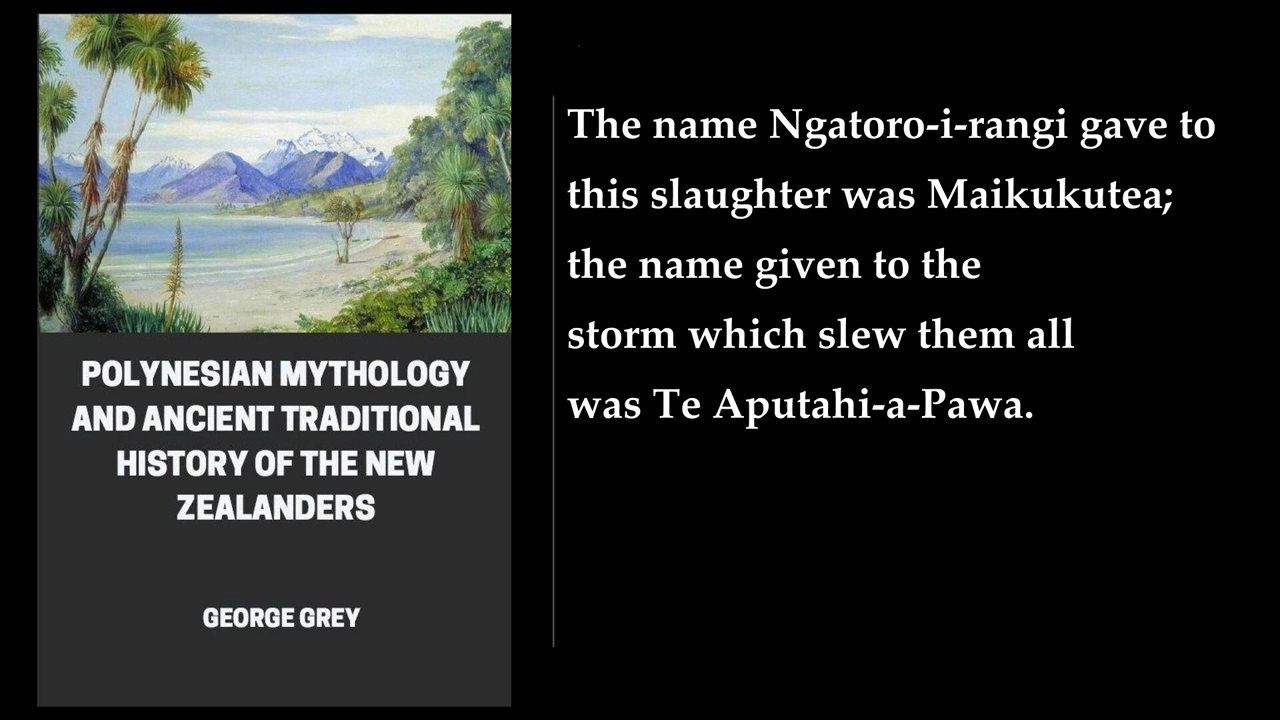 POLYNESIAN MYTHOLOGY
AND ANCIENT TRADITIONAL
HISTORY OF THE NEW
ZEALANDERS
GEORGE GREY
The name Ngatoro-i-rangi gave to
this slaughter was Maikukutea;
the name given to the
storm which slew them all
was Te Aputahi-a-Pawa.